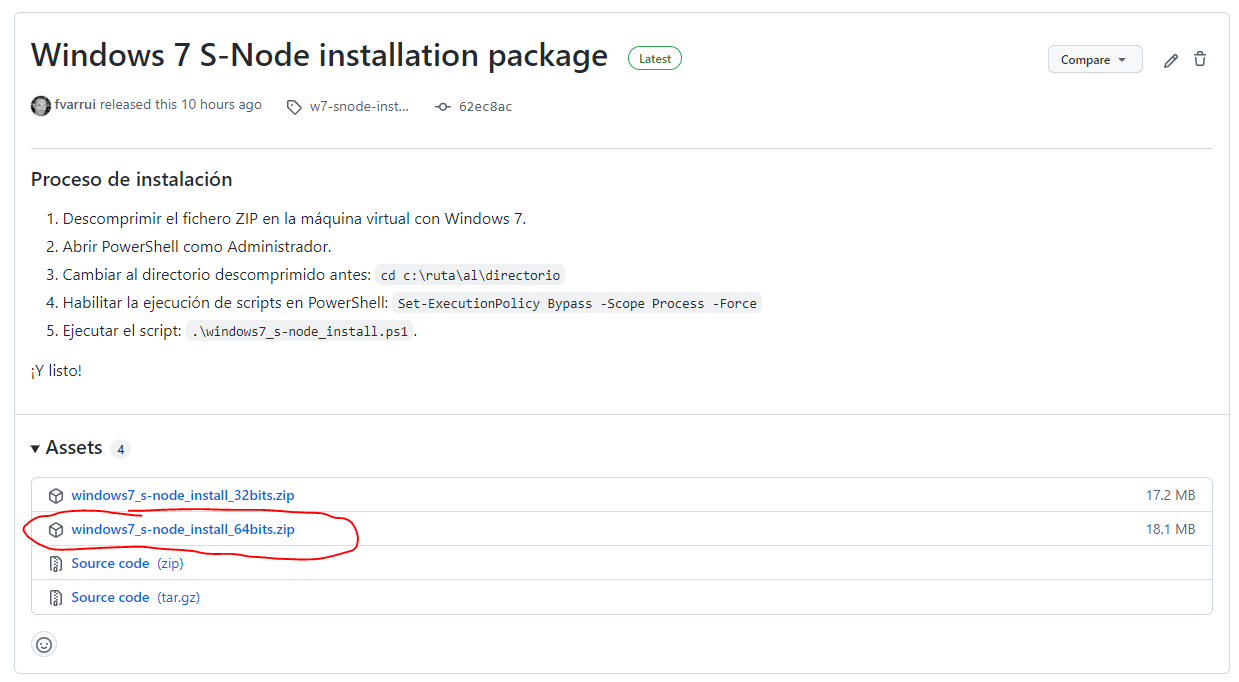 Windows 7 S-Node installation package Latest Compare
fvarrui released this 10 hours ago w7-snode-inst... 62ec8ac
Proceso de instalación
1. Descomprimir el fichero ZIP en la máquina virtual con Windows 7.
2. Abrir PowerShell como Administrador.
3. Cambiar al directorio descomprimido antes: cd c:\ruta\al\directorio
4. Habilitar la ejecución de scripts en PowerShell: Set-ExecutionPolicy Bypass -Scope Process -Force
5. Ejecutar el script: .\windows7_s-node_install.ps1.
¡Y listo!
Assets 4
windows7_s-node_install_32bits.zip 17.2 MB
windows7_s-node_install_64bits.zip 18.1 MB
Source code (zip)
Source code (tar.gz)